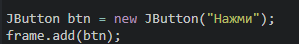 JButton btn = new JButton("Нажми");
frame.add(btn);